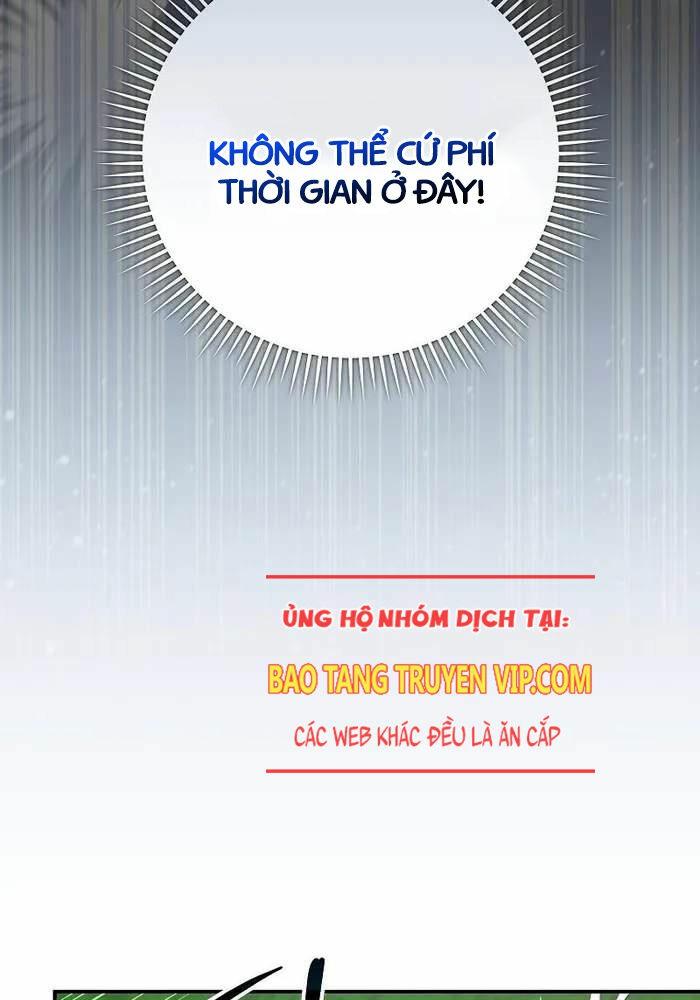 KHÔNG THỂ CỨ PHÍ
THỜI GIAN Ở ĐÂY!
ỦNG HỘ NHÓM DỊCH TẠI:
BAO TANG TRUYEN VIP.COM
CÁC WEB KHÁC ĐỀU LÀ ĂN CẮP